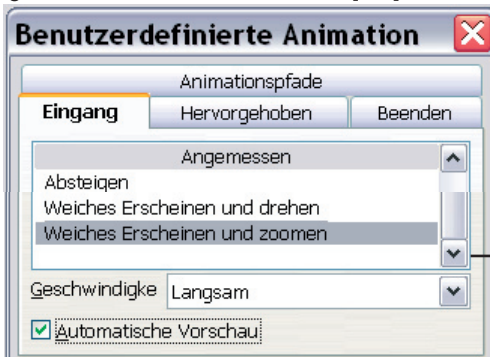 Benutzerdefinierte Animation
Animationspfade
Eingang Hervorgehoben Beenden
Angemessen
Absteigen
Weiches Erscheinen und drehen
Weiches Erscheinen und zoomen
Geschwindigke Langsam
Automatische Vorschau